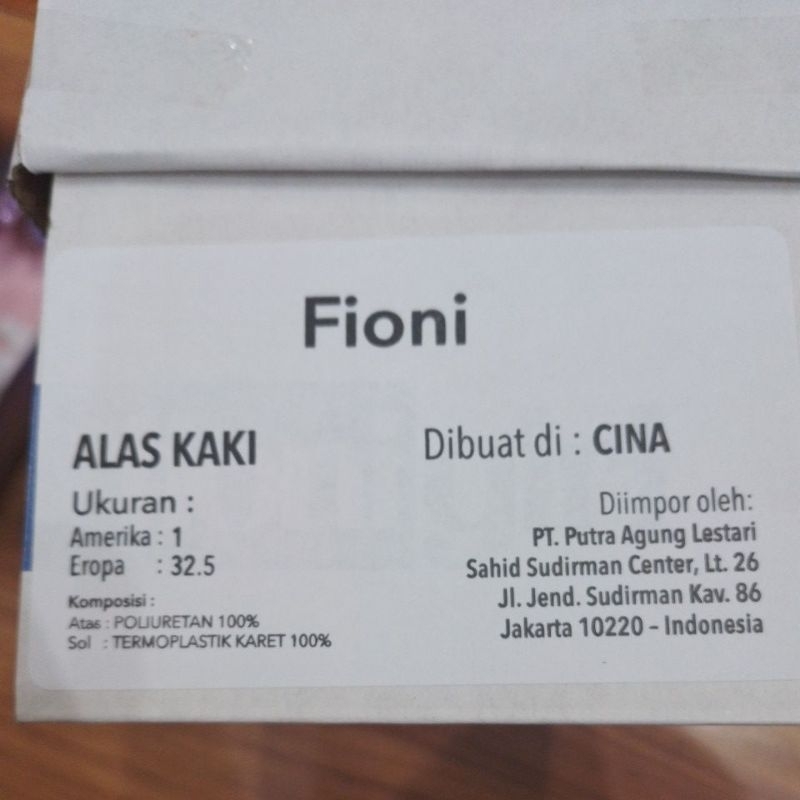 Fioni
ALAS KAKI
Ukuran :
Amerika : 1
Eropa : 32.5
Komposisi :
Atas : POLIURETAN 100%
Sol : TERMOPLASTIK KARET 100%
Dibuat di : CINA
Diimpor oleh:
PT. Putra Agung Lestari
Sahid Sudirman Center, Lt. 26
Jl. Jend. Sudirman Kav. 86
Jakarta 10220 – Indonesia